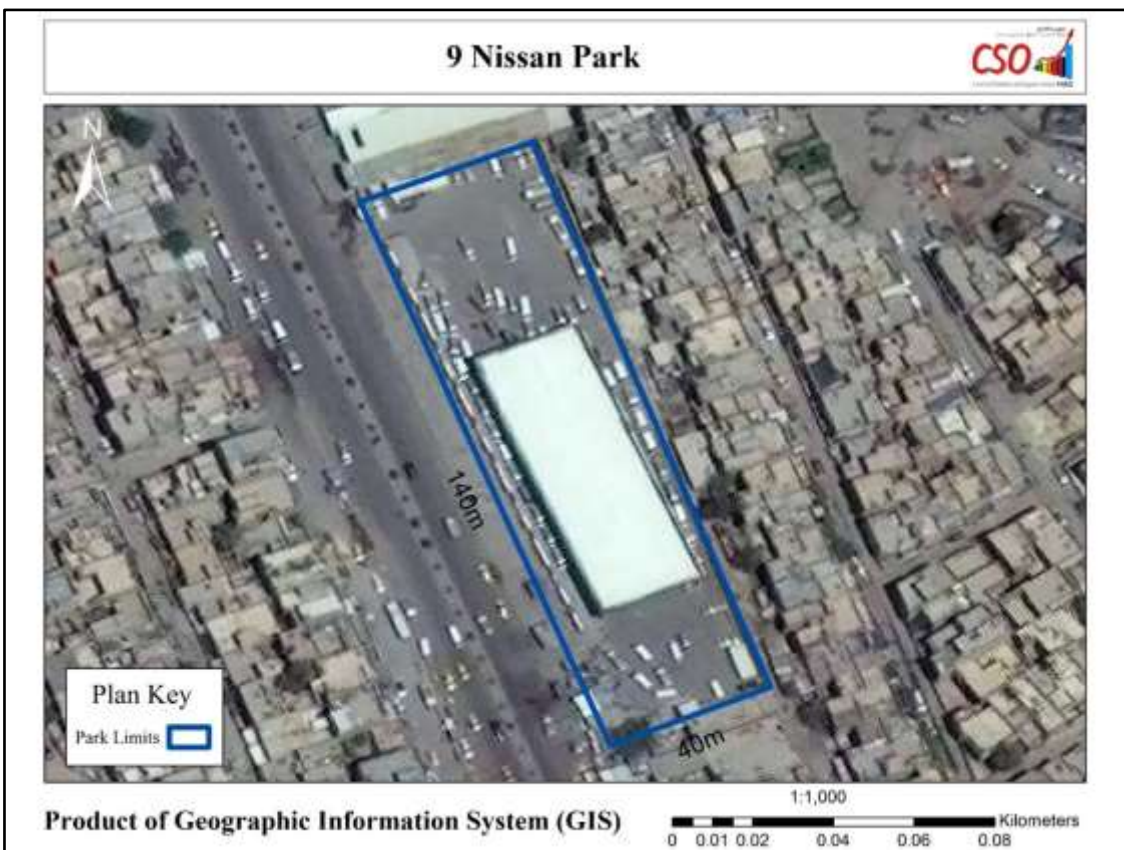 9 Nissan Park
CSO
N
140m
40m
Plan Key
Park Limits
1:1,000
Product of Geographic Information System (GIS)
Kilometers
0 0.01 0.02 0.04 0.06 0.08